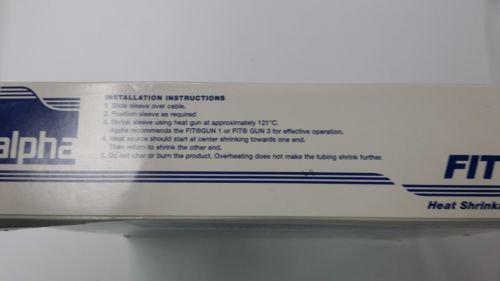 INSTALLATION INSTRUCTIONS
1. Slide sleeve over cable.
2. Position sleeve as required
3. Shrink sleeve using heat gun at approximately 121°C.
Alpha recommends the FIT®GUN 1 or FIT® GUN 3 for effective operation.
4. Heat source should start at center shrinking towards one end.
Then return to shrink the other end.
5. Do not char or burn the product. Overheating does not make the tubing shrink further.
alpha
FIT
Heat Shrinka